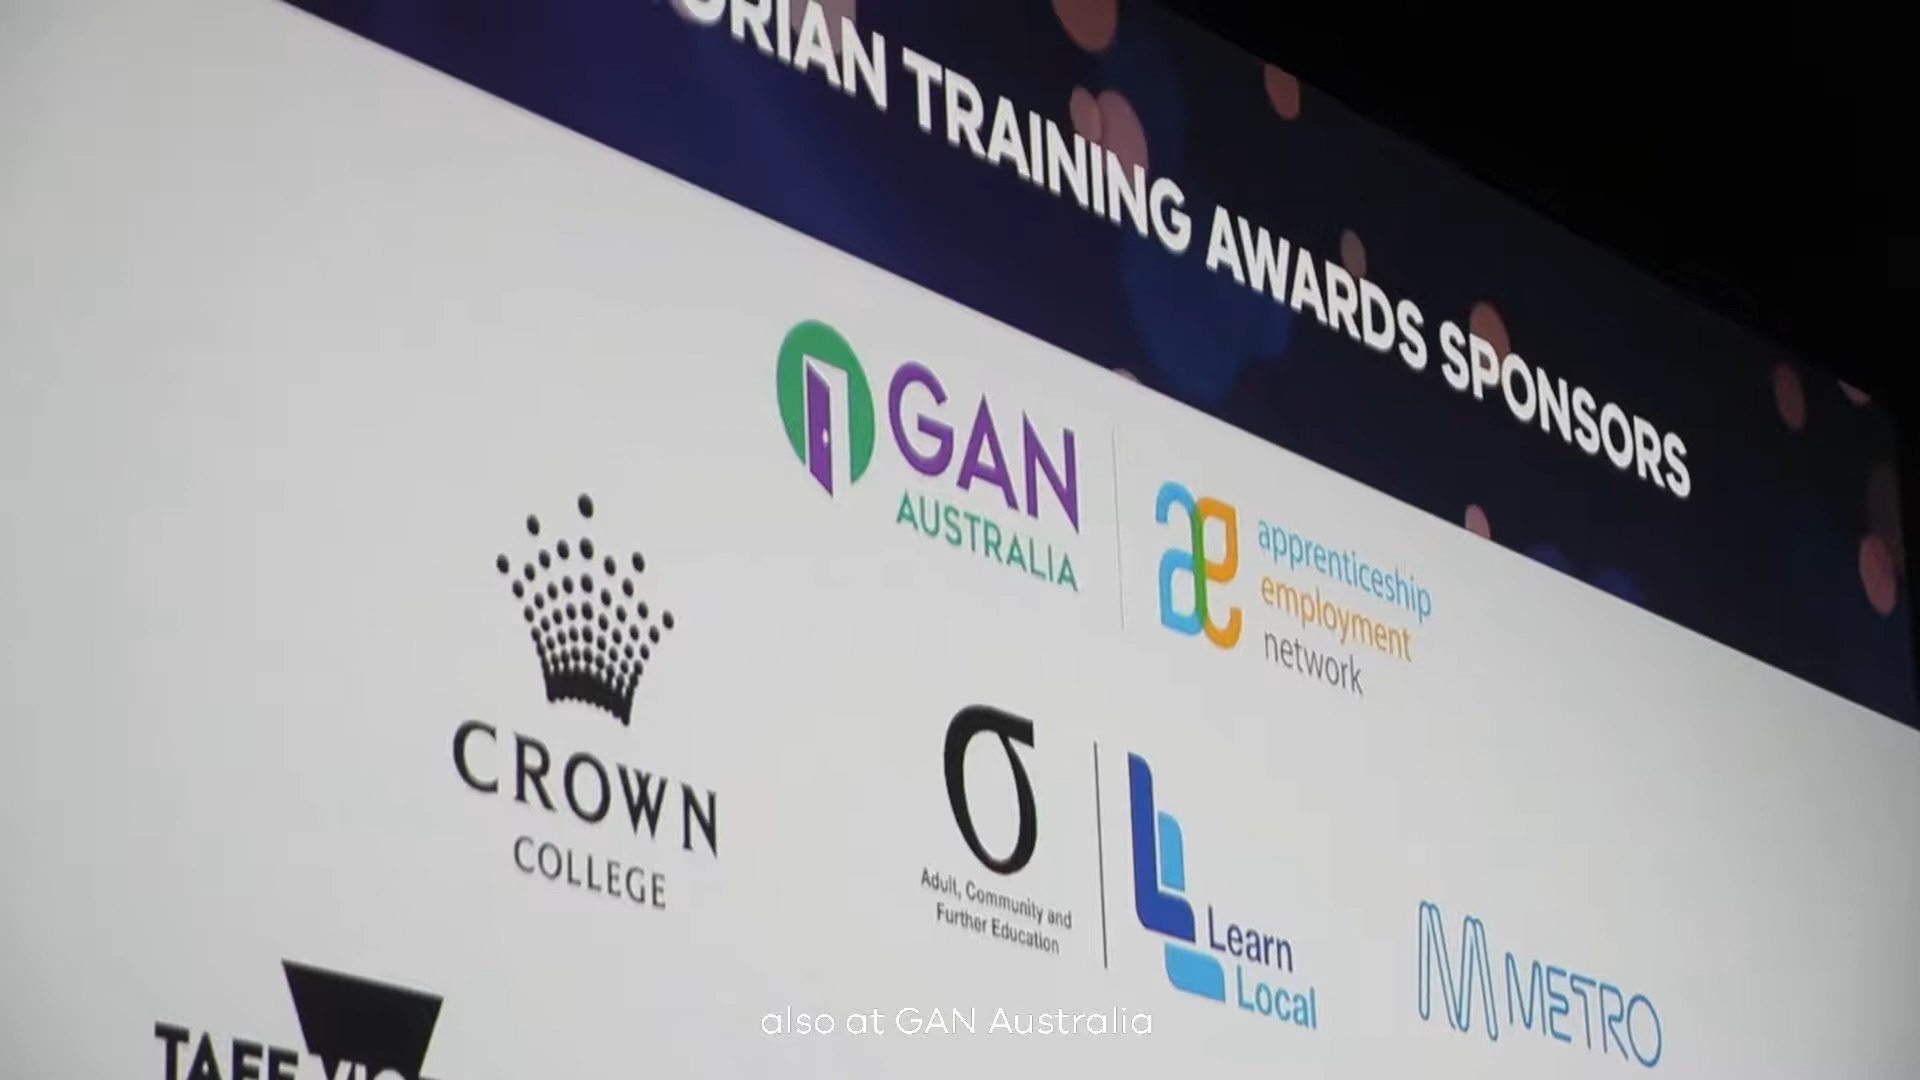 TRAINING AWARDS SPONSORS
GAN
AUSTRALIA
apprenticeship
employment
network
CROWN
COLLEGE
Adult, Community and
Further Education
Learn
Local
METRO
TAFE
also at GAN Australia